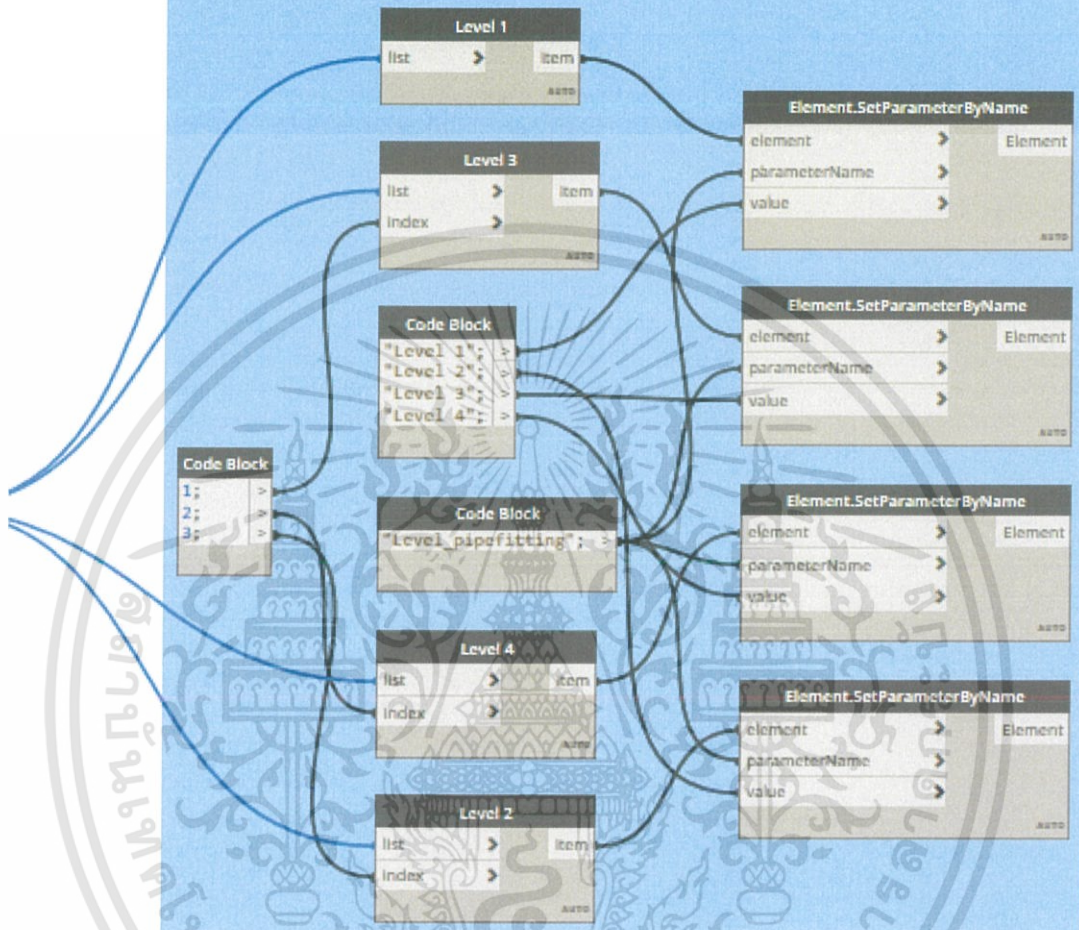 Level 1
list > item
AUTO
Level 3
list > item
index >
AUTO
Code Block
"Level 1"; >
"Level 2"; >
"Level 3"; >
"Level 4"; >
Code Block
1; >
2; >
3; >
Code Block
"Level_pipefitting"; >
Level 4
list > item
index >
AUTO
Level 2
list > item
index >
AUTO
Element.SetParameterByName
element > Element
parameterName >
value >
AUTO
Element.SetParameterByName
element > Element
parameterName >
value >
AUTO
Element.SetParameterByName
element > Element
parameterName >
value >
AUTO
Element.SetParameterByName
element > Element
parameterName >
value >
AUTO